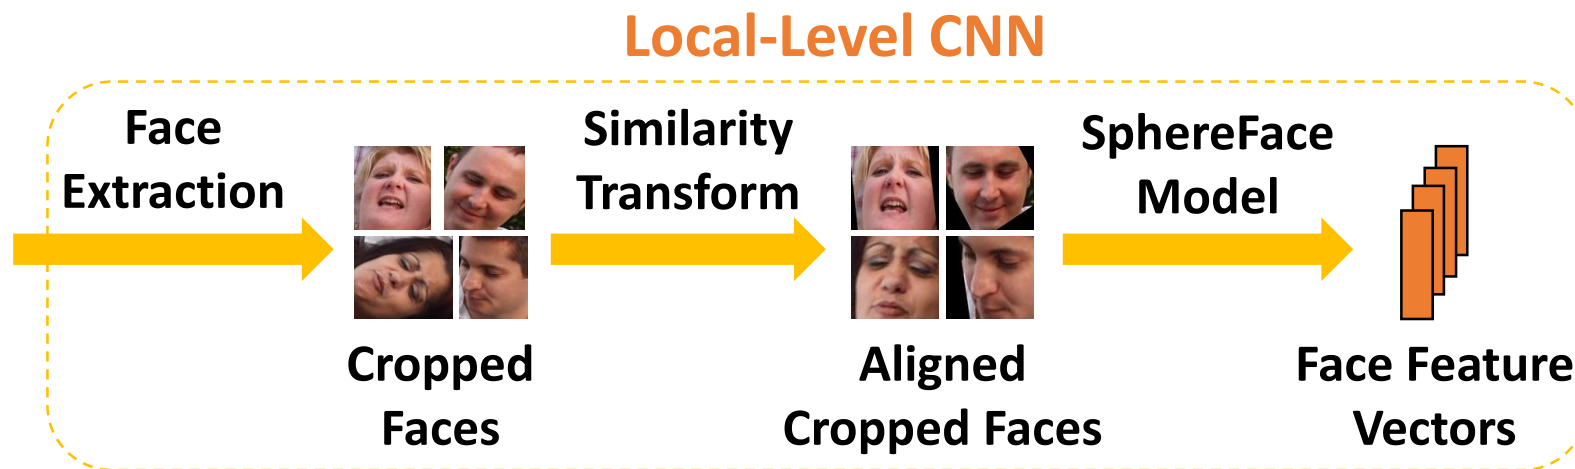 Local-Level CNN
Face
Extraction
Similarity
Transform
SphereFace
Model
Cropped
Faces
Aligned
Cropped Faces
Face Feature
Vectors